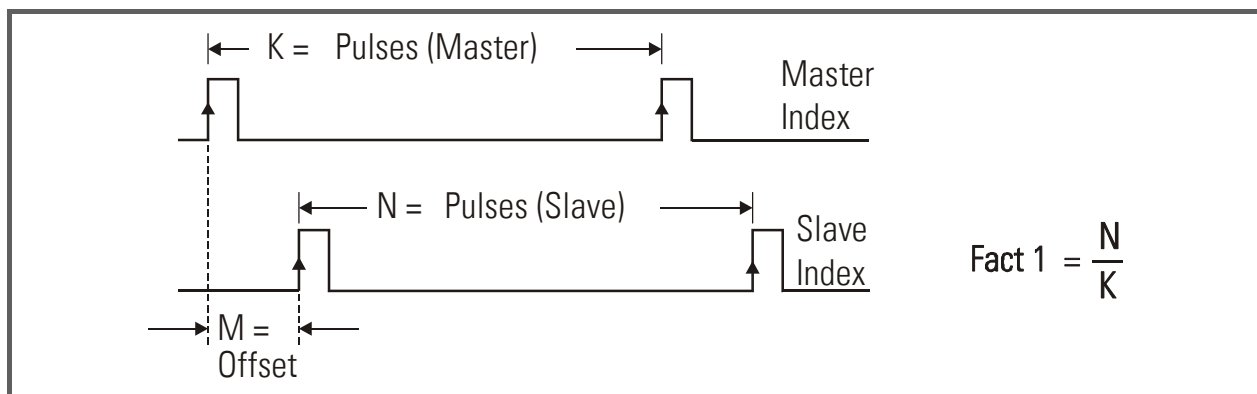 K = Pulses (Master)
Master
Index
N = Pulses (Slave)
Slave
Index
Fact 1 = N
K
M =
Offset